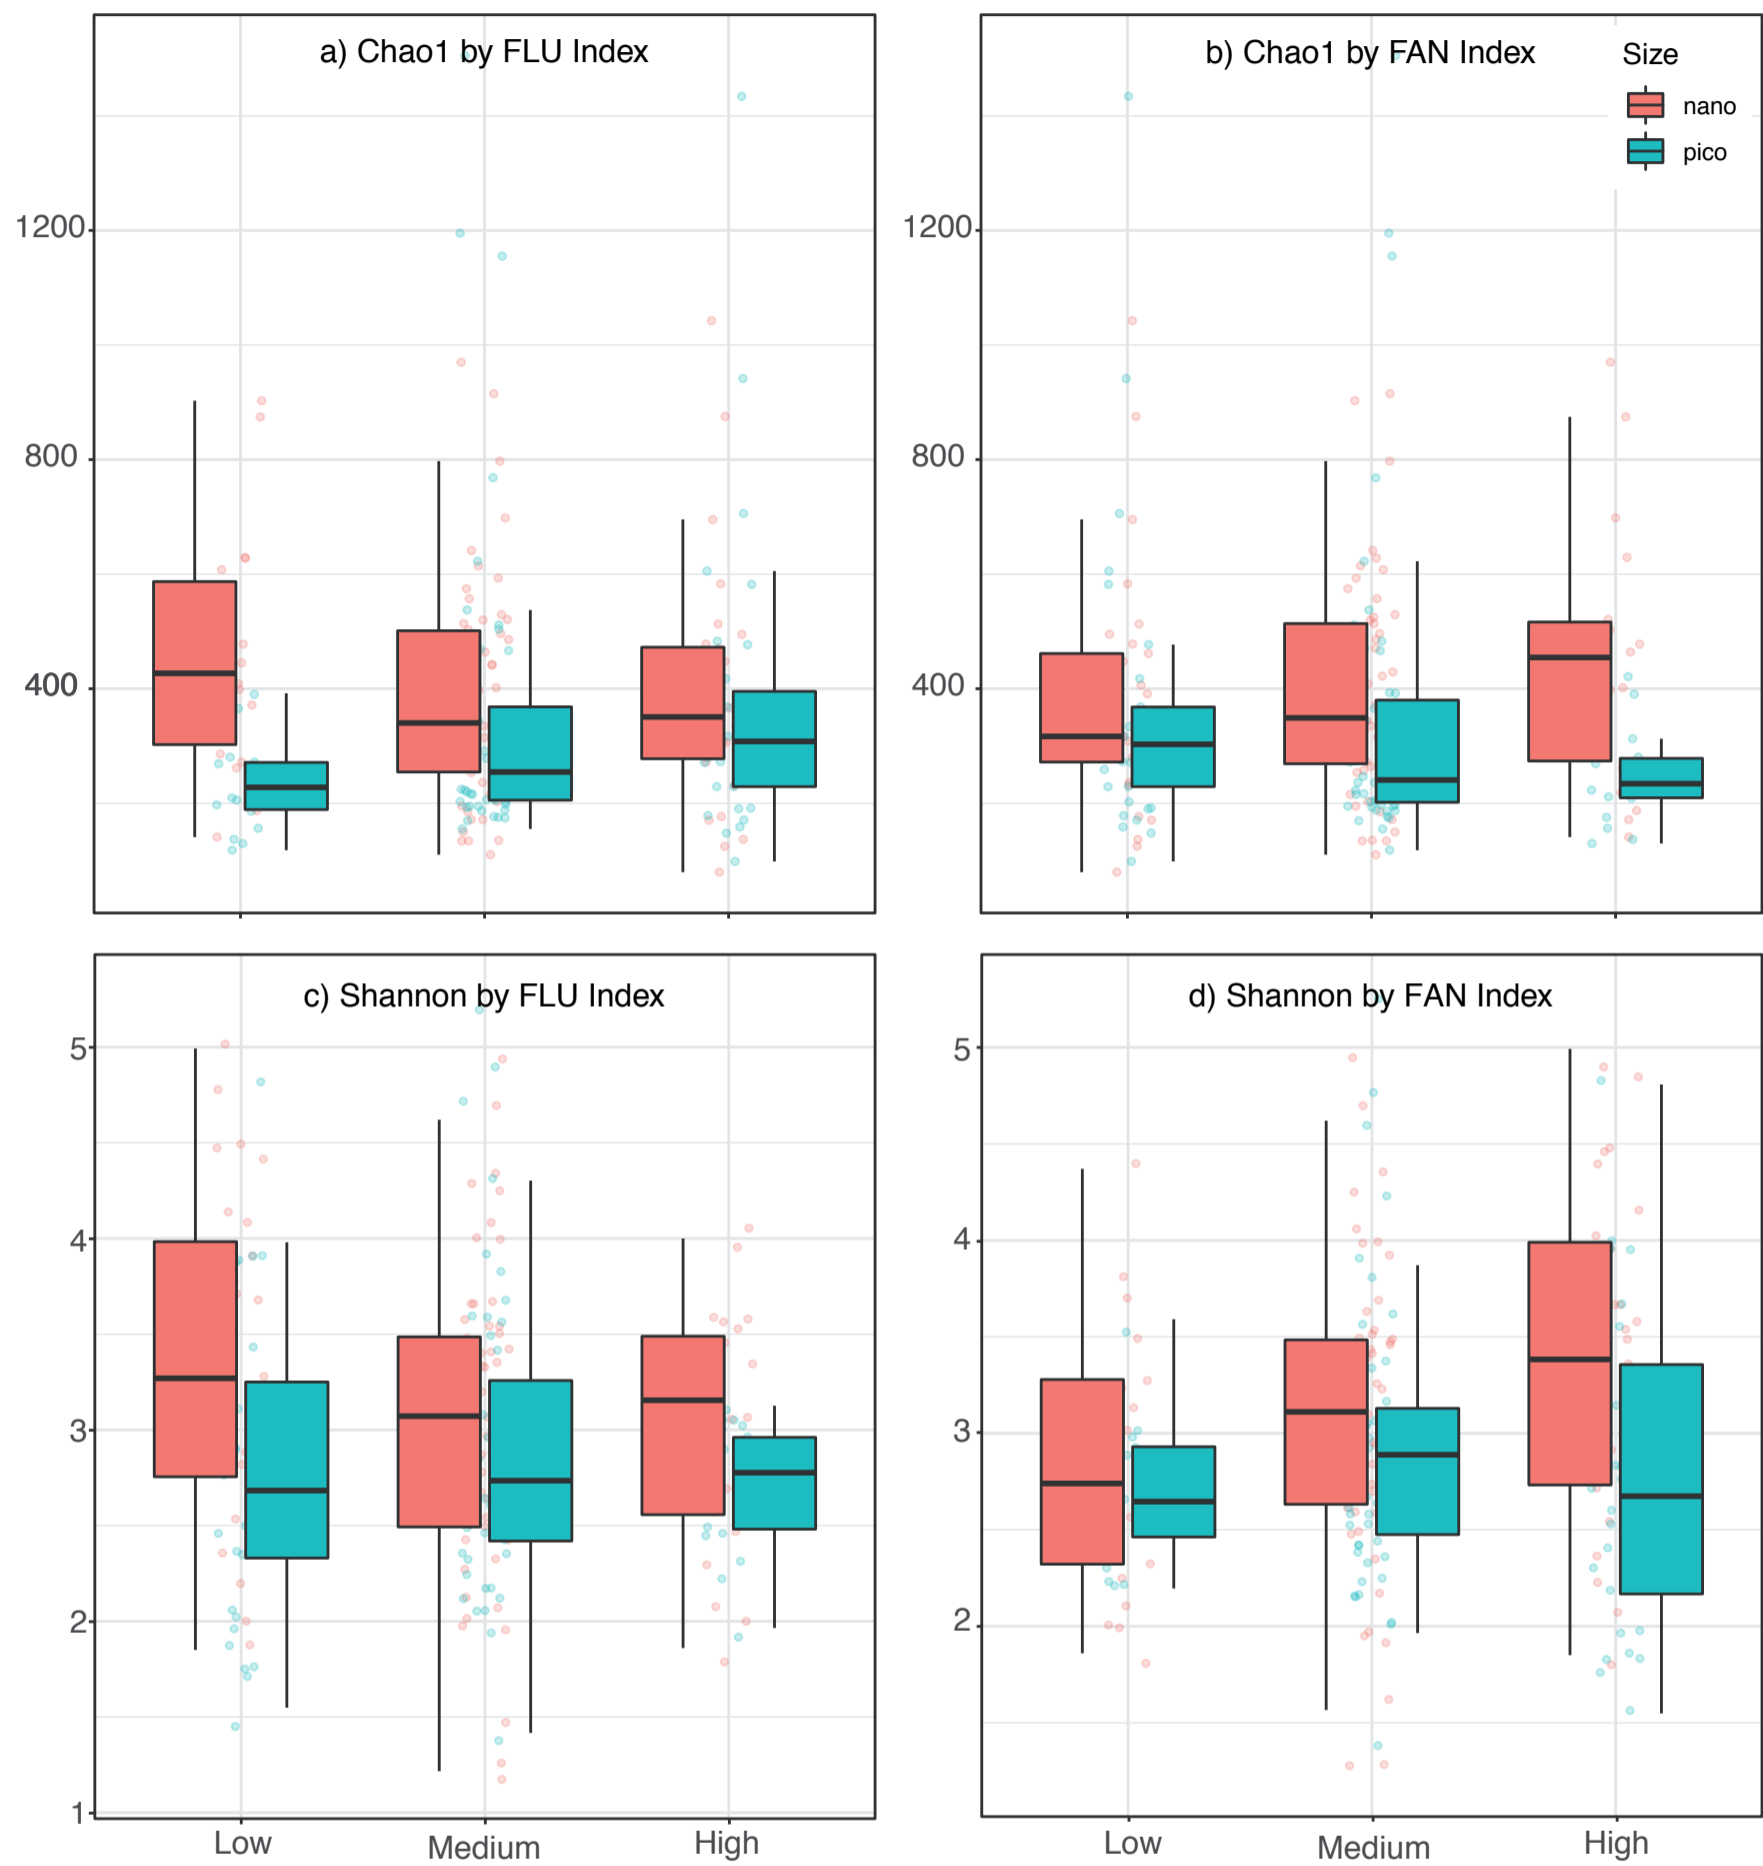 a) Chao1 by FLU Index
1200
800
400
b) Chao1 by FAN Index
Size
nano
pico
1200
800
400
c) Shannon by FLU Index
5
4
3
2
1
Low
Medium
High
d) Shannon by FAN Index
5
4
3
2
Low
Medium
High